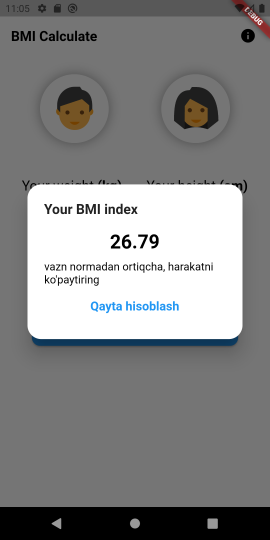 11:05
DEBUG
BMI Calculate
Your weight (kg) Your height (cm)
Your BMI index
26.79
vazn normadan ortiqcha, harakatni
ko'paytiring
Qayta hisoblash